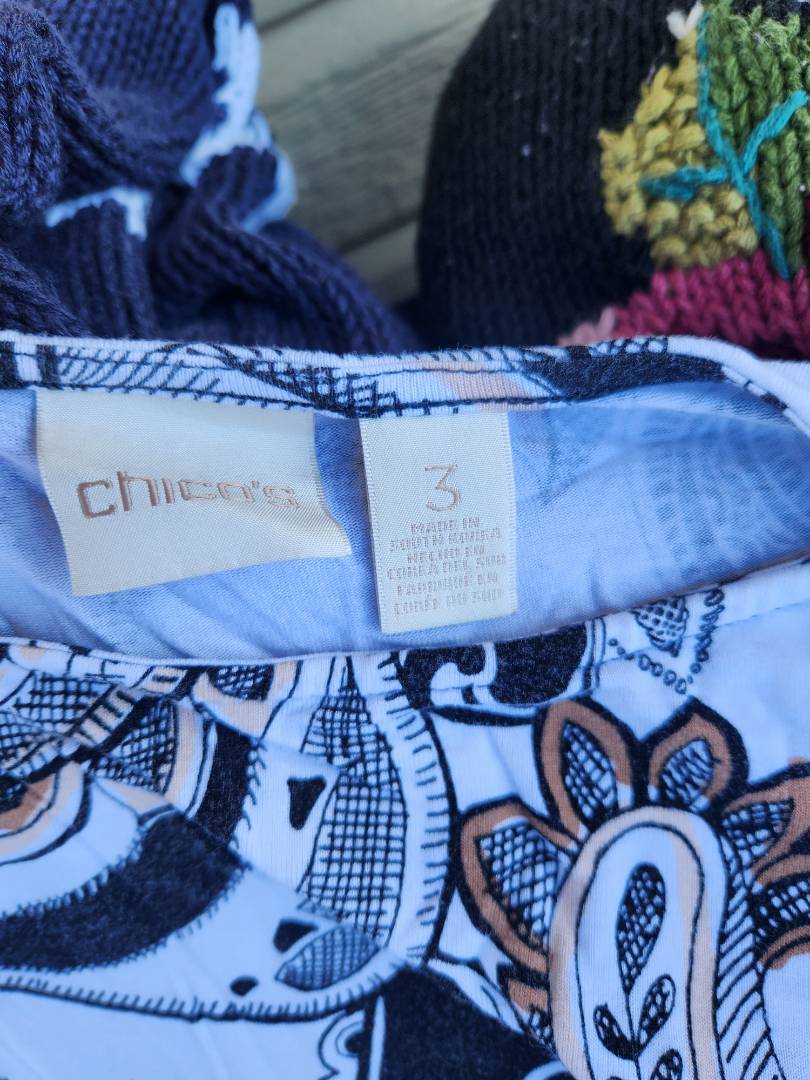 chico's
3
MADE IN
SOUTH KOREA
HECHO EN
COREA DEL SUR
FABRIQUÉ EN
CORÉE DU SUD